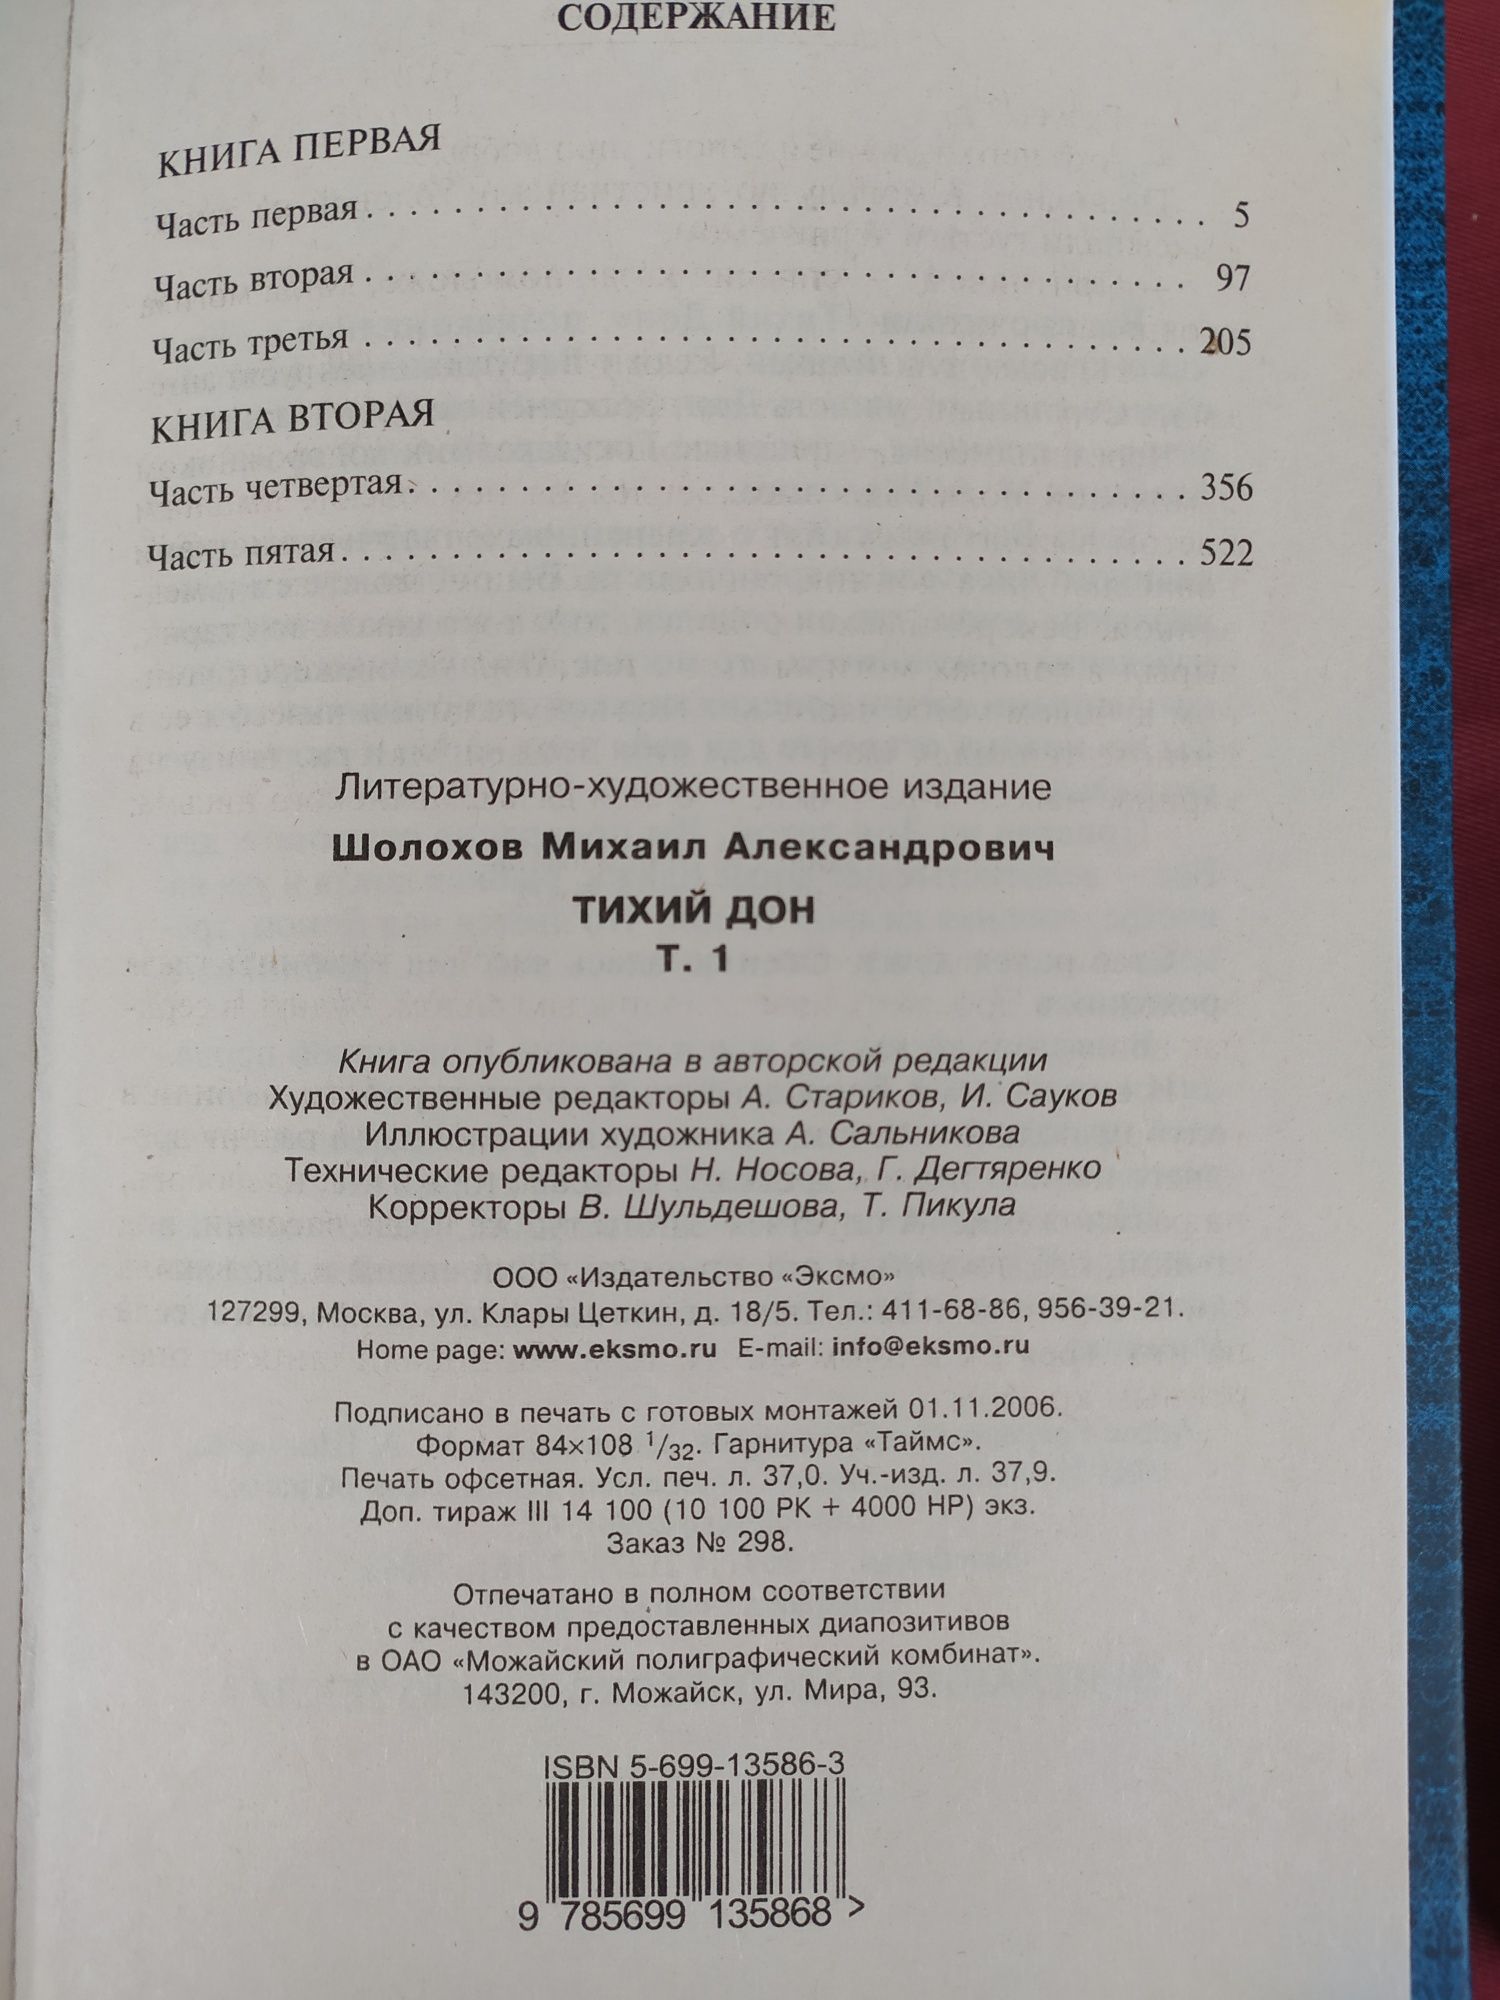 СОДЕРЖАНИЕ
КНИГА ПЕРВАЯ
Часть первая . . . . . . . . . . . . . . . . . . . . . . . . . . . . . . . . . . . . . 5
Часть вторая . . . . . . . . . . . . . . . . . . . . . . . . . . . . . . . . . . . . 97
Часть третья . . . . . . . . . . . . . . . . . . . . . . . . . . . . . . . . . . . . 205
КНИГА ВТОРАЯ
Часть четвертая . . . . . . . . . . . . . . . . . . . . . . . . . . . . . . . . . . 356
Часть пятая . . . . . . . . . . . . . . . . . . . . . . . . . . . . . . . . . . . . . 522
Литературно-художественное издание
Шолохов Михаил Александрович
ТИХИЙ ДОН
Т. 1
Книга опубликована в авторской редакции
Художественные редакторы А. Стариков, И. Сауков
Иллюстрации художника А. Сальникова
Технические редакторы Н. Носова, Г. Дегтяренко
Корректоры В. Шульдешова, Т. Пикула
ООО «Издательство «Эксмо»
127299, Москва, ул. Клары Цеткин, д. 18/5. Тел.: 411-68-86, 956-39-21.
Home page: www.eksmo.ru E-mail: info@eksmo.ru
Подписано в печать с готовых монтажей 01.11.2006.
Формат 84×108 1/32. Гарнитура «Таймс».
Печать офсетная. Усл. печ. л. 37,0. Уч.-изд. л. 37,9.
Доп. тираж III 14 100 (10 100 РК + 4000 НР) экз.
Заказ № 298.
Отпечатано в полном соответствии
с качеством предоставленных диапозитивов
в ОАО «Можайский полиграфический комбинат».
143200, г. Можайск, ул. Мира, 93.
ISBN 5-699-13586-3
9 785699 135868 >